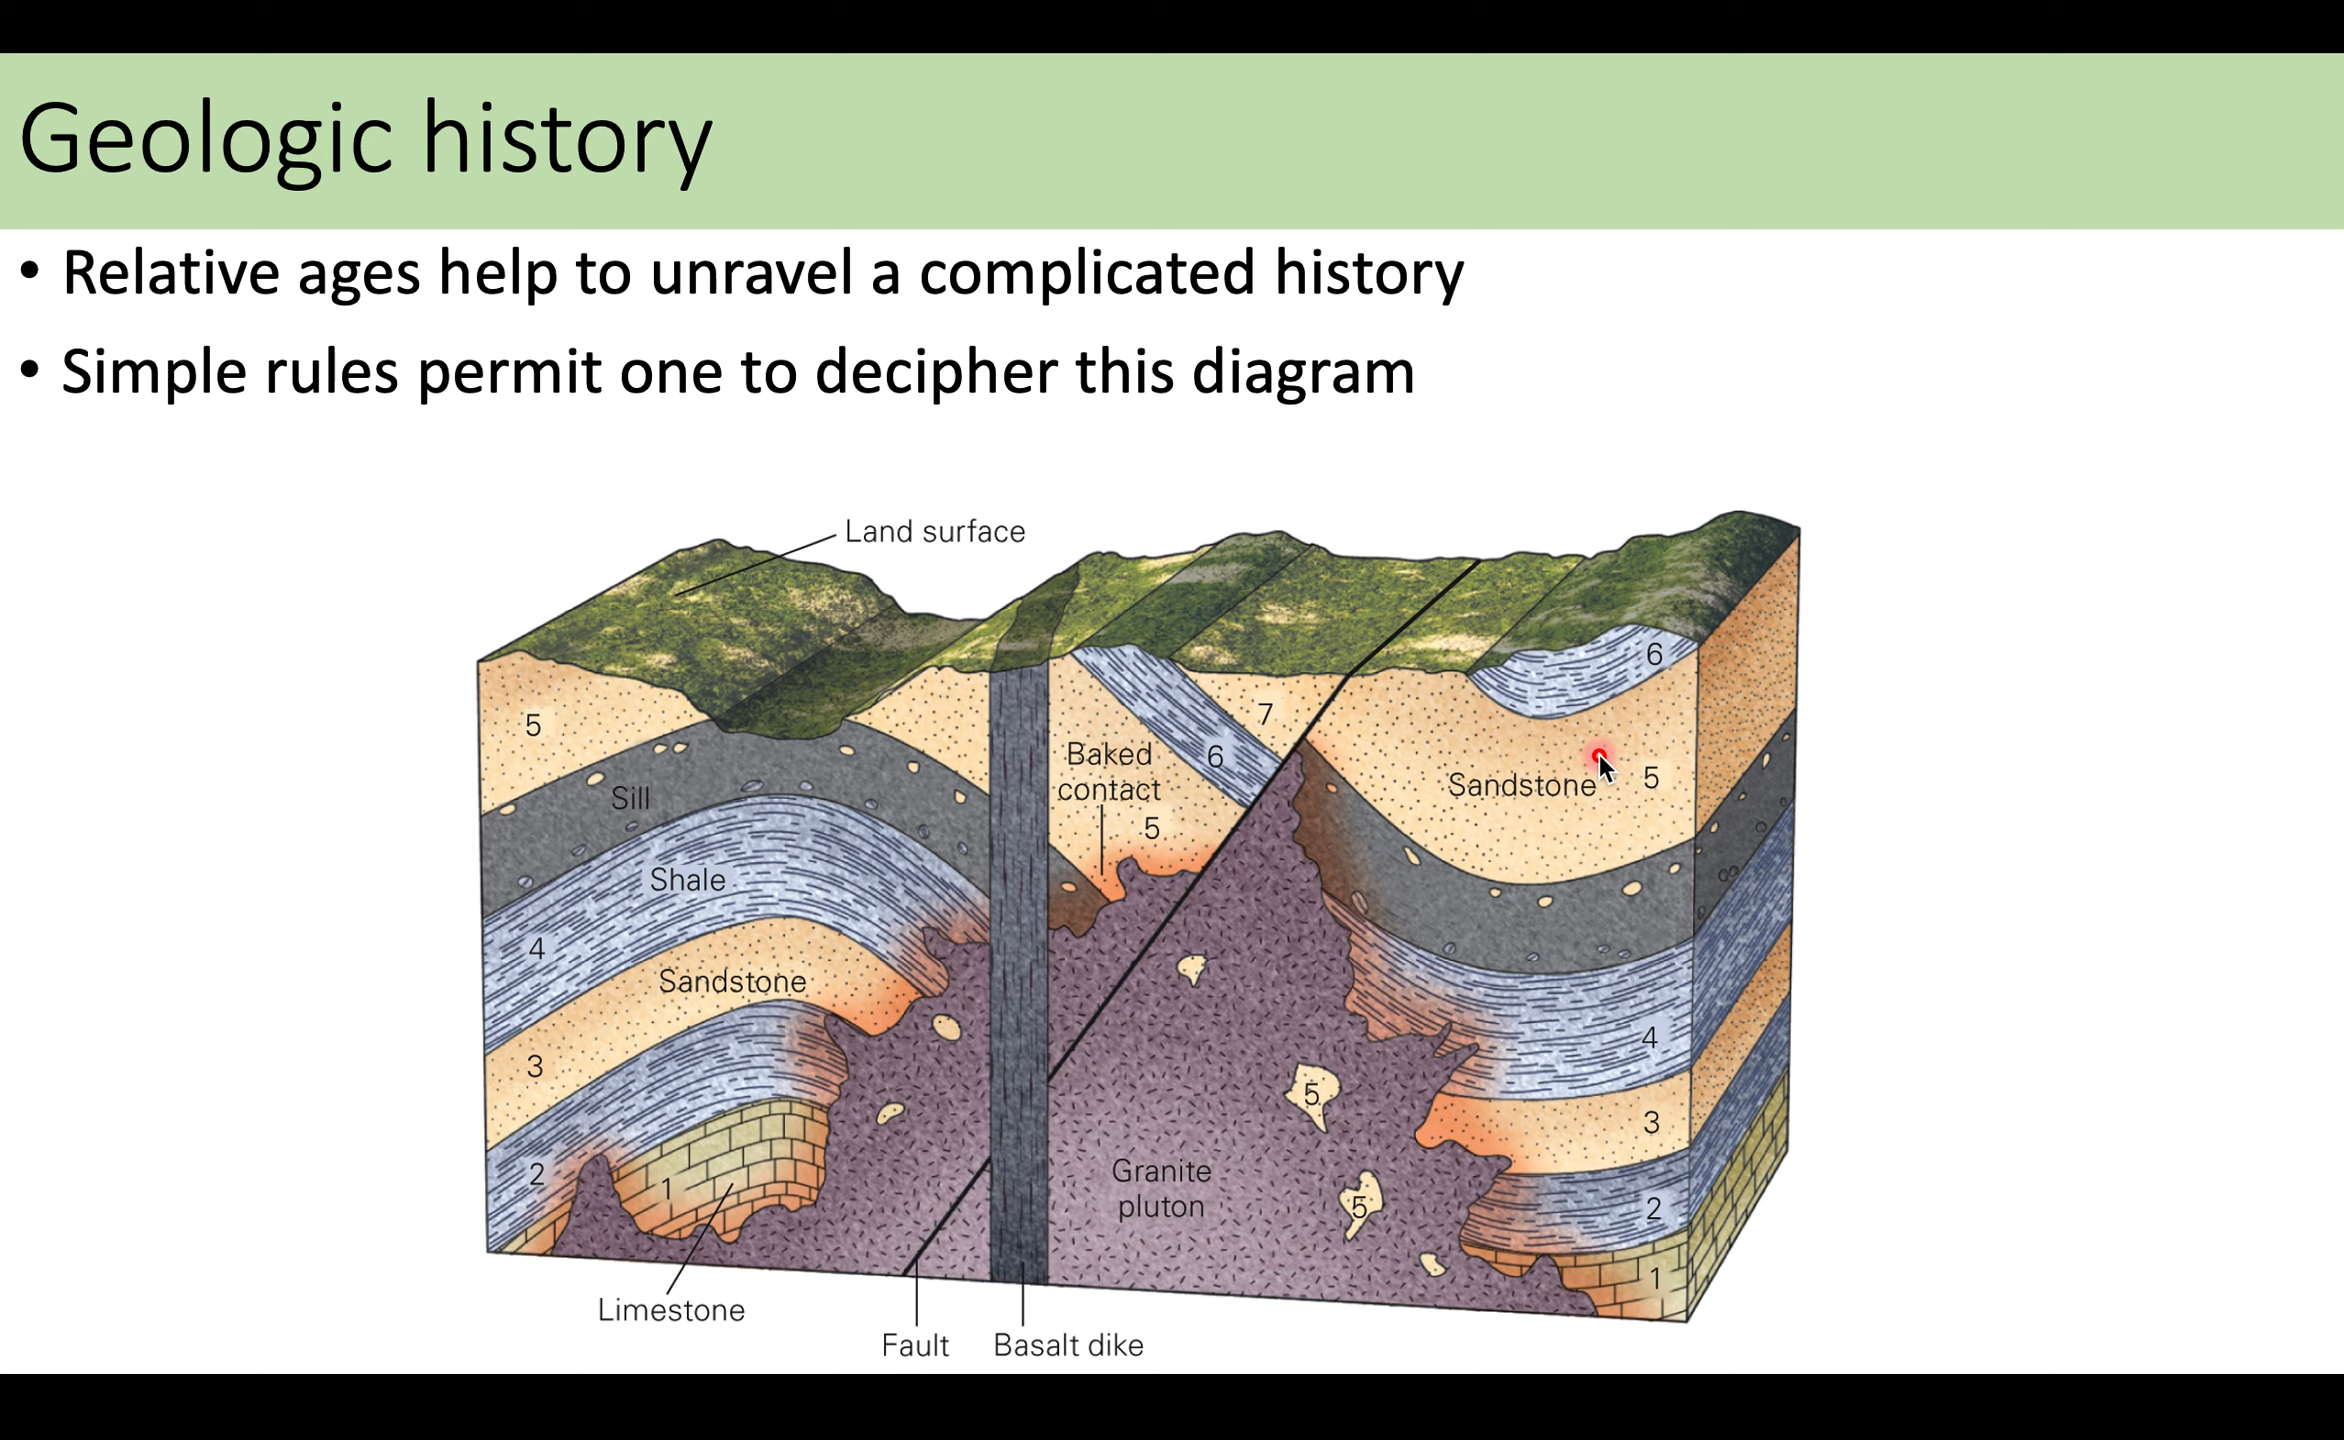 Geologic history
• Relative ages help to unravel a complicated history
• Simple rules permit one to decipher this diagram
Land surface
6
5
7
Baked
contact
6
Sandstone
5
Sill
5
Shale
4
Sandstone
4
3
5
3
Granite
pluton
2
1
5
2
1
Limestone
Fault
Basalt dike